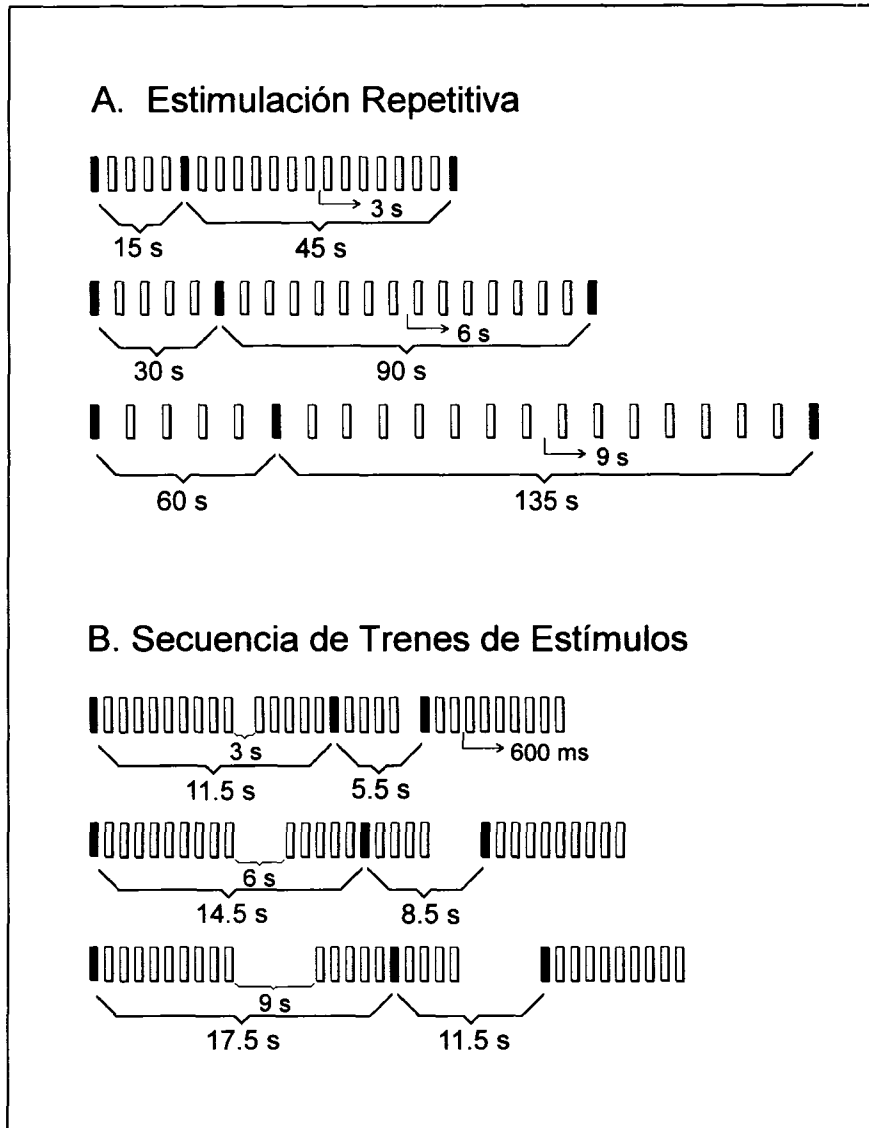 A. Estimulación Repetitiva
3 s
15 s 45 s
6 s
30 s 90 s
9 s
60 s 135 s
B. Secuencia de Trenes de Estímulos
3 s 600 ms
11.5 s 5.5 s
6 s
14.5 s 8.5 s
9 s
17.5 s 11.5 s